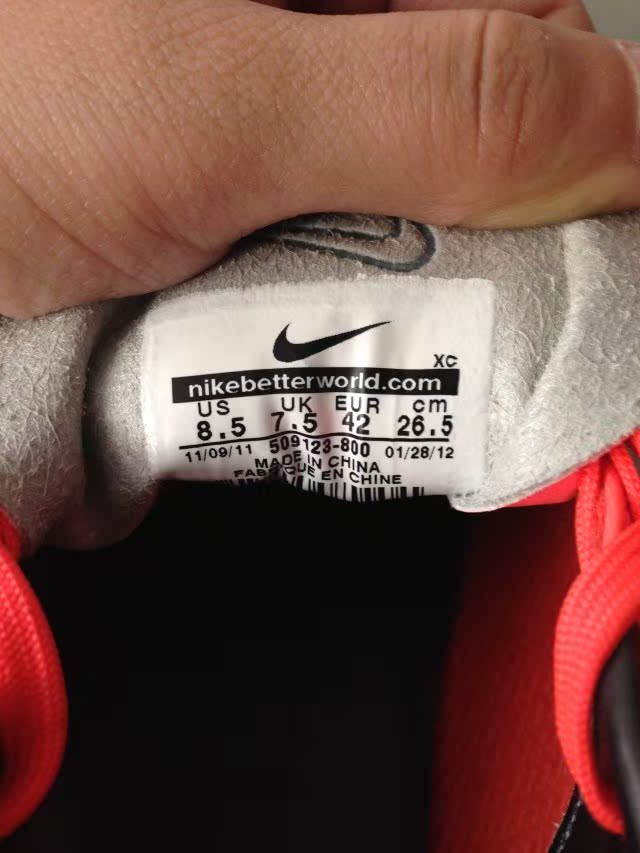 XC
nikebetterworld.com
US UK EUR cm
8.5 7.5 42 26.5
11/09/11 509123-800 01/28/12
MADE IN CHINA
FABRIQUE EN CHINE